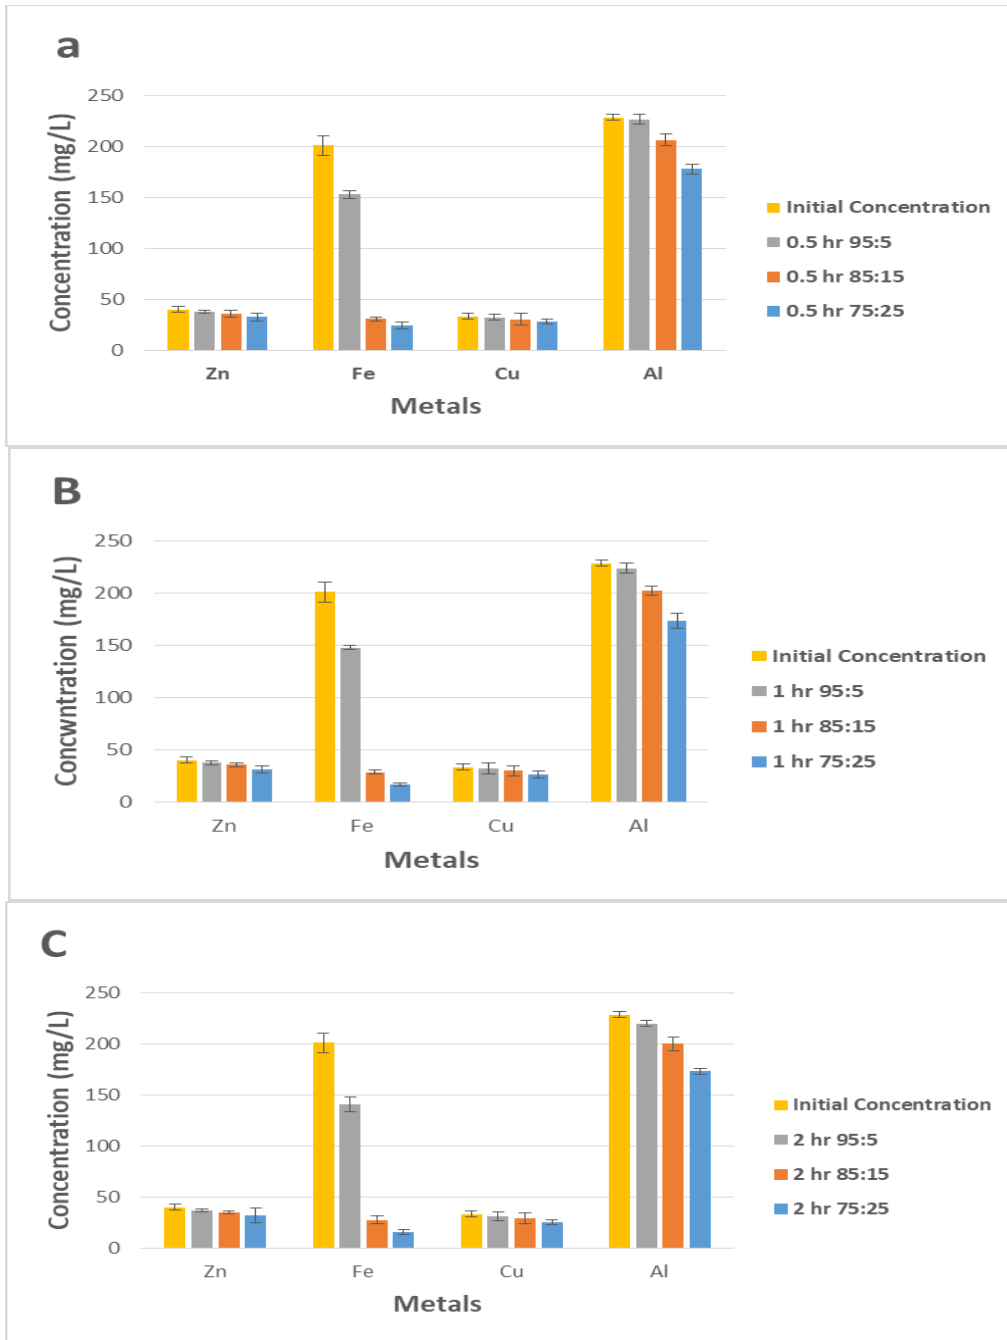 a
250
200
150
100
50
0
Concentration (mg/L)
Zn Fe Cu Al
Metals
Initial Concentration
0.5 hr 95:5
0.5 hr 85:15
0.5 hr 75:25
B
250
200
150
100
50
0
Concwntration (mg/L)
Zn Fe Cu Al
Metals
Initial Concentration
1 hr 95:5
1 hr 85:15
1 hr 75:25
C
250
200
150
100
50
0
Concentration (mg/L)
Zn Fe Cu Al
Metals
Initial Concentration
2 hr 95:5
2 hr 85:15
2 hr 75:25